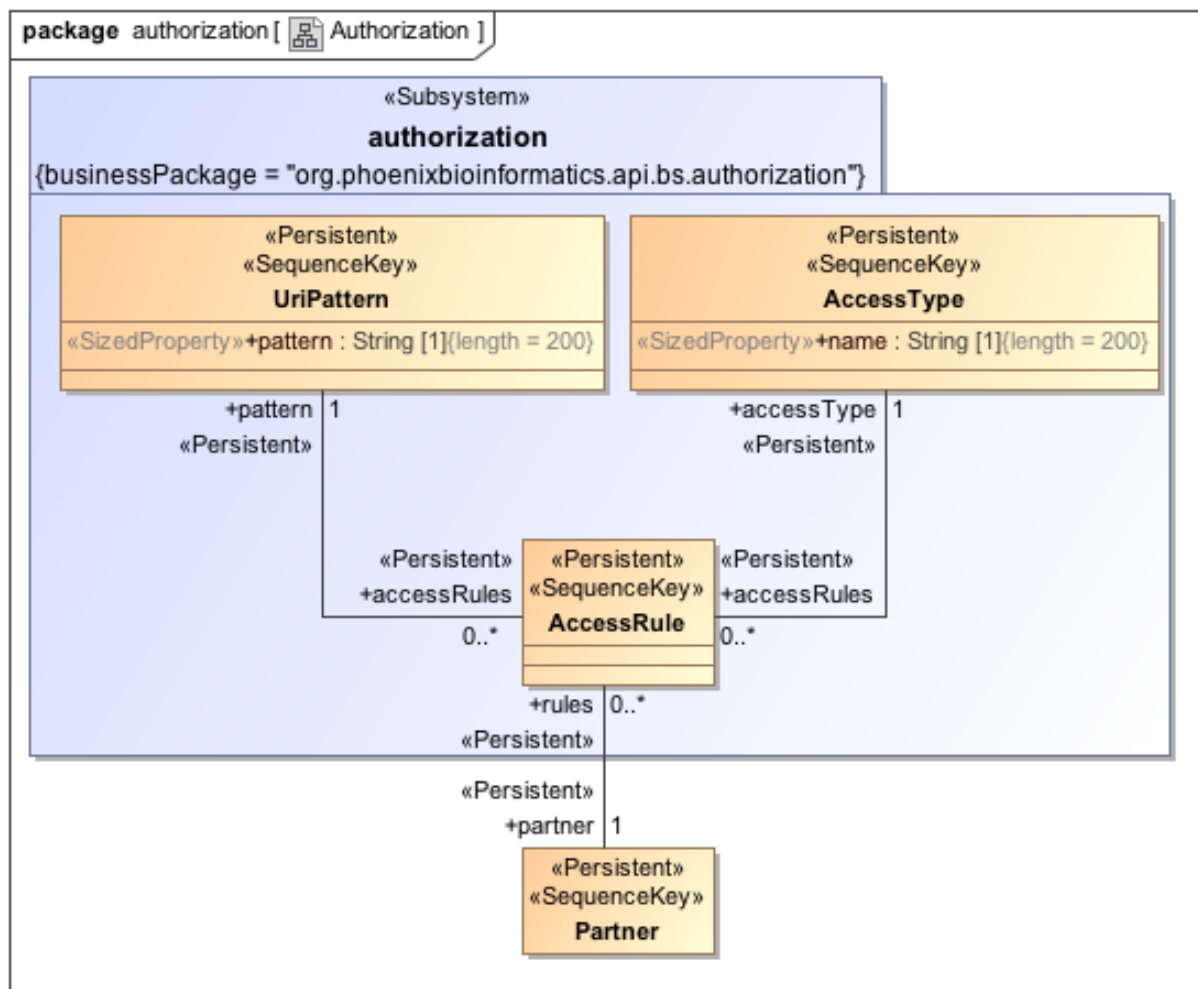 package authorization [ Authorization ]
«Subsystem»
authorization
{businessPackage = "org.phoenixbioinformatics.api.bs.authorization"}
«Persistent»
«SequenceKey»
UriPattern
«SizedProperty»+pattern : String [1]{length = 200}
«Persistent»
«SequenceKey»
AccessType
«SizedProperty»+name : String [1]{length = 200}
+pattern 1
«Persistent»
+accessType 1
«Persistent»
«Persistent»
+accessRules
0..*
«Persistent»
«SequenceKey»
AccessRule
«Persistent»
+accessRules
0..*
+rules 0..*
«Persistent»
«Persistent»
+partner 1
«Persistent»
«SequenceKey»
Partner